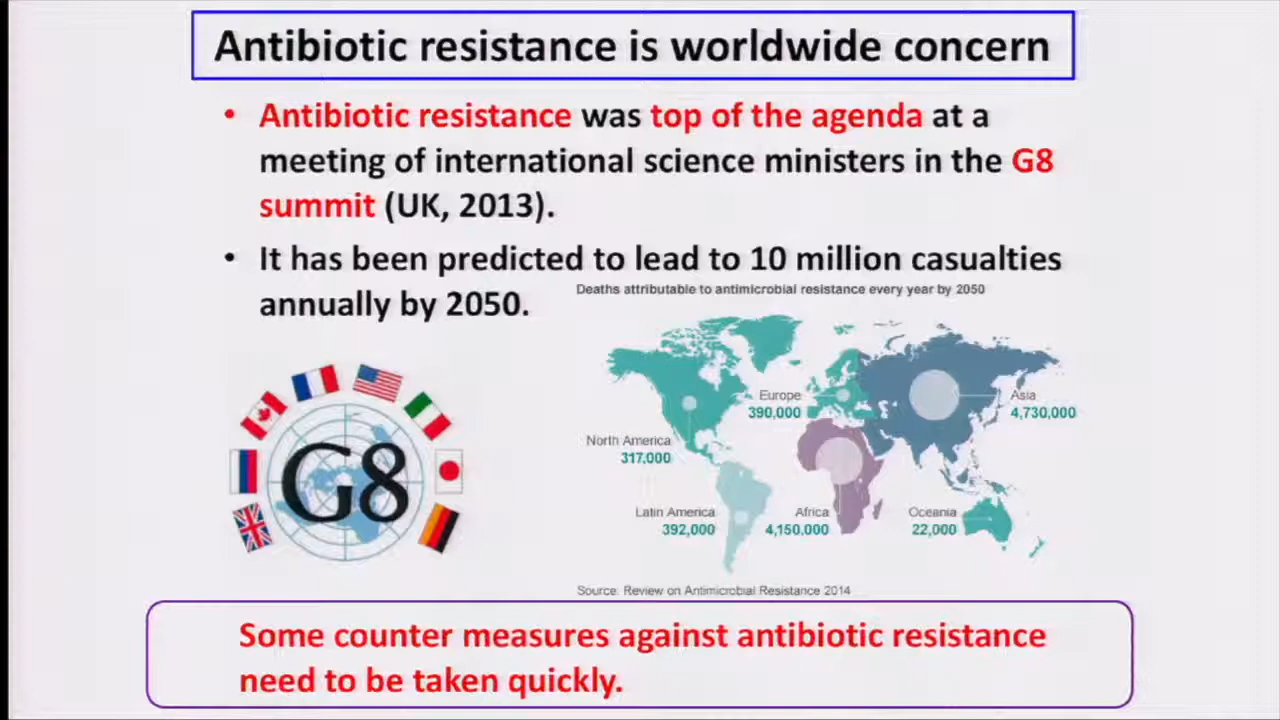 Antibiotic resistance is worldwide concern
• Antibiotic resistance was top of the agenda at a
meeting of international science ministers in the G8
summit (UK, 2013).
• It has been predicted to lead to 10 million casualties
annually by 2050.
Deaths attributable to antimicrobial resistance every year by 2050
Europe
390,000
Asia
4,730,000
North America
317,000
Latin America
392,000
Africa
4,150,000
Oceania
22,000
G8
Source: Review on Antimicrobial Resistance 2014
Some counter measures against antibiotic resistance
need to be taken quickly.